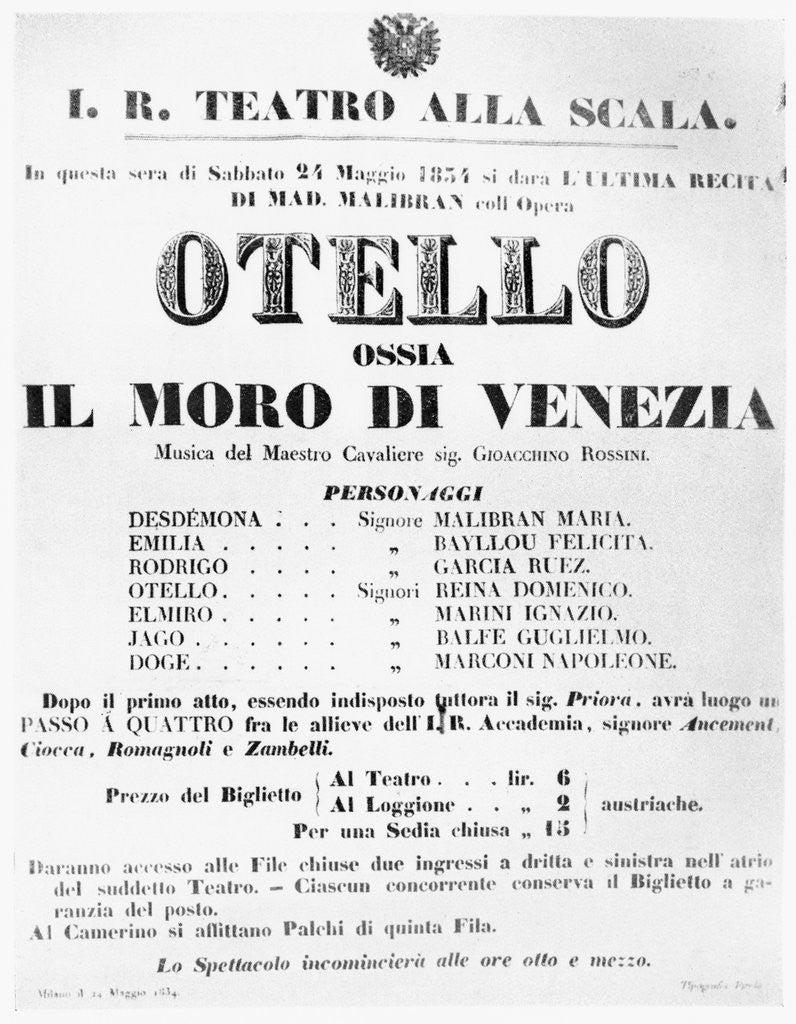 I. R. TEATRO ALLA SCALA.
In questa sera di Sabbato 24 Maggio 1834 si darà L'ULTIMA RECITA
DI MAD. MALIBRAN coll'Opera
OTELLO
OSSIA
IL MORO DI VENEZIA
Musica del Maestro Cavaliere sig. GIOACCHINO ROSSINI.
PERSONAGGI
DESDÉMONA . . . Signore MALIBRAN MARIA.
EMILIA . . . . . „ BAYLLOU FELICITA.
RODRIGO . . . . „ GARCIA RUEZ.
OTELLO . . . . . Signori REINA DOMENICO.
ELMIRO . . . . . „ MARINI IGNAZIO.
JAGO . . . . . . „ BALFE GUGLIELMO.
DOGE . . . . . . „ MARCONI NAPOLEONE.
Dopo il primo atto, essendo indisposto tuttora il sig. Priora, avrà luogo un
PASSO A QUATTRO fra le allieve dell'I. R. Accademia, signore Ancement,
Ciocca, Romagnoli e Zambelli.
Prezzo del Biglietto { Al Teatro . . . lir. 6
Al Loggione . . „ 2 } austriache.
Per una Sedia chiusa „ 15
Daranno accesso alle File chiuse due ingressi a dritta e sinistra nell'atrio
del suddetto Teatro. — Ciascun concorrente conserva il Biglietto a ga-
ranzia del posto.
Al Camerino si affittano Palchi di quinta Fila.
Lo Spettacolo incomincierà alle ore otto e mezzo.
Milano il 24 Maggio 1834.
Tipografia